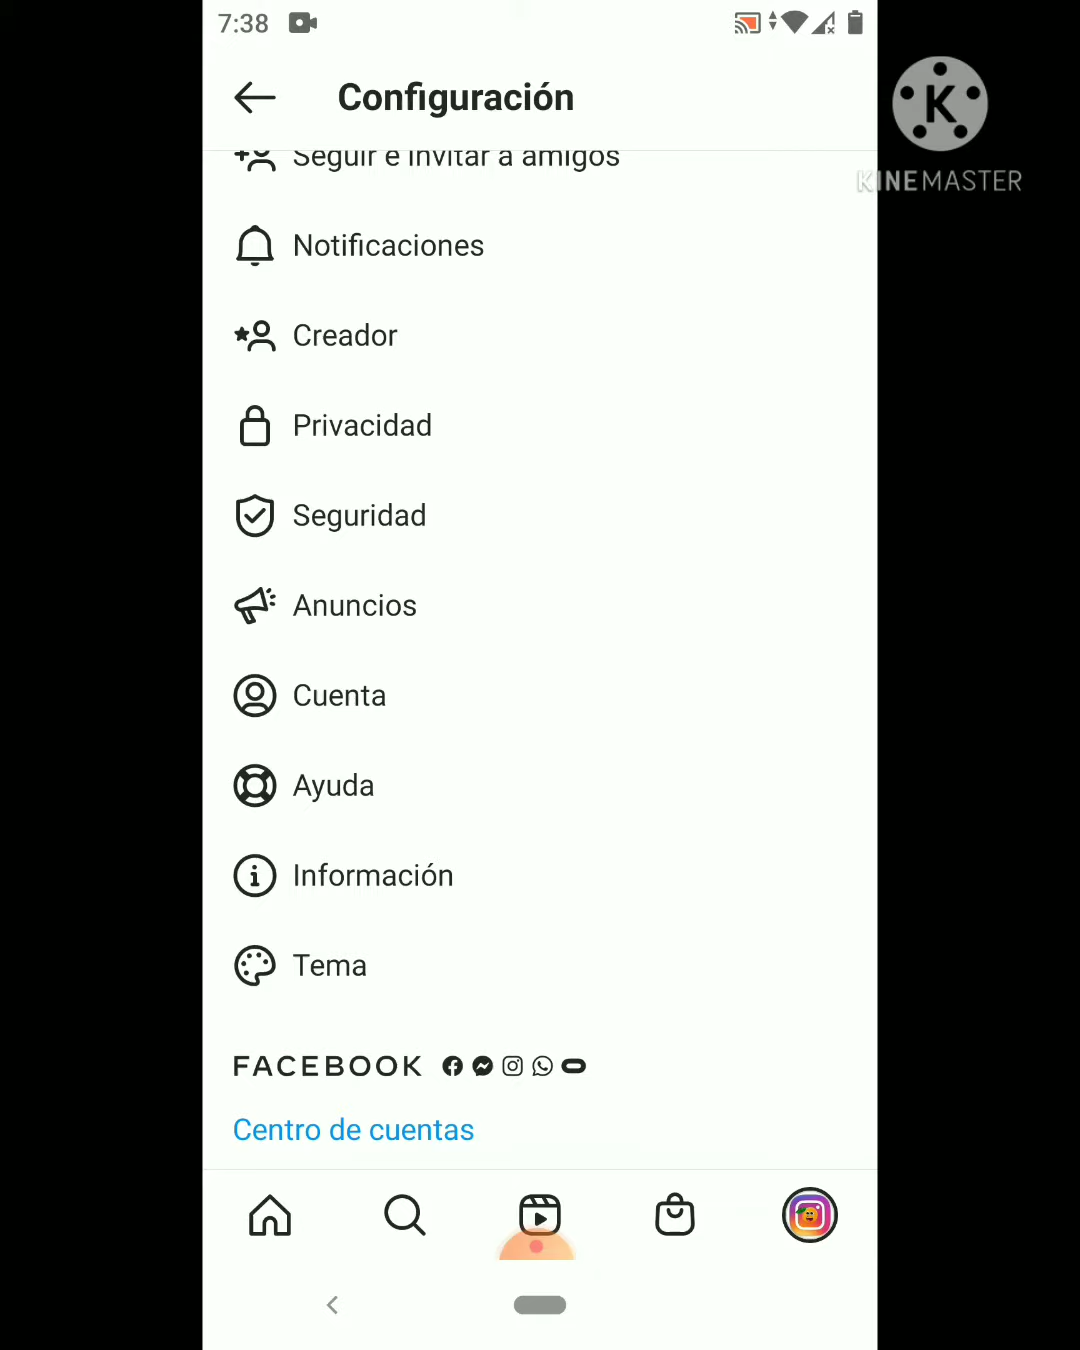 7:38
Configuración
Seguir e invitar a amigos
Notificaciones
Creador
Privacidad
Seguridad
Anuncios
Cuenta
Ayuda
Información
Tema
FACEBOOK
Centro de cuentas
K
KINEMASTER